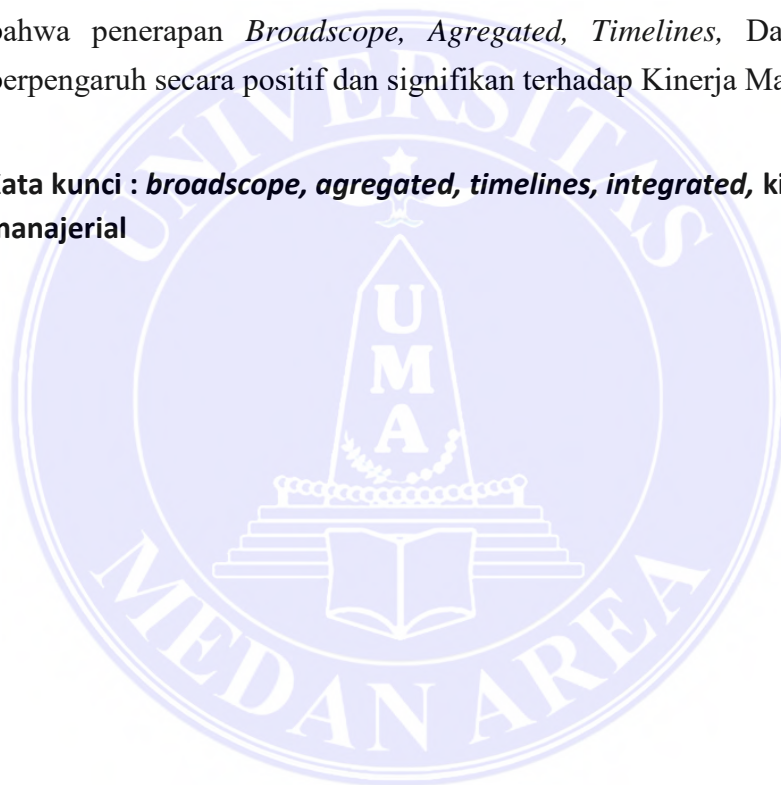 bahwa penerapan Broadscope, Agregated, Timelines, Da
berpengaruh secara positif dan signifikan terhadap Kinerja Ma
Kata kunci : broadscope, agregated, timelines, integrated, ki
manajerial
UNIVERSITAS
U
M
A
MEDAN AREA